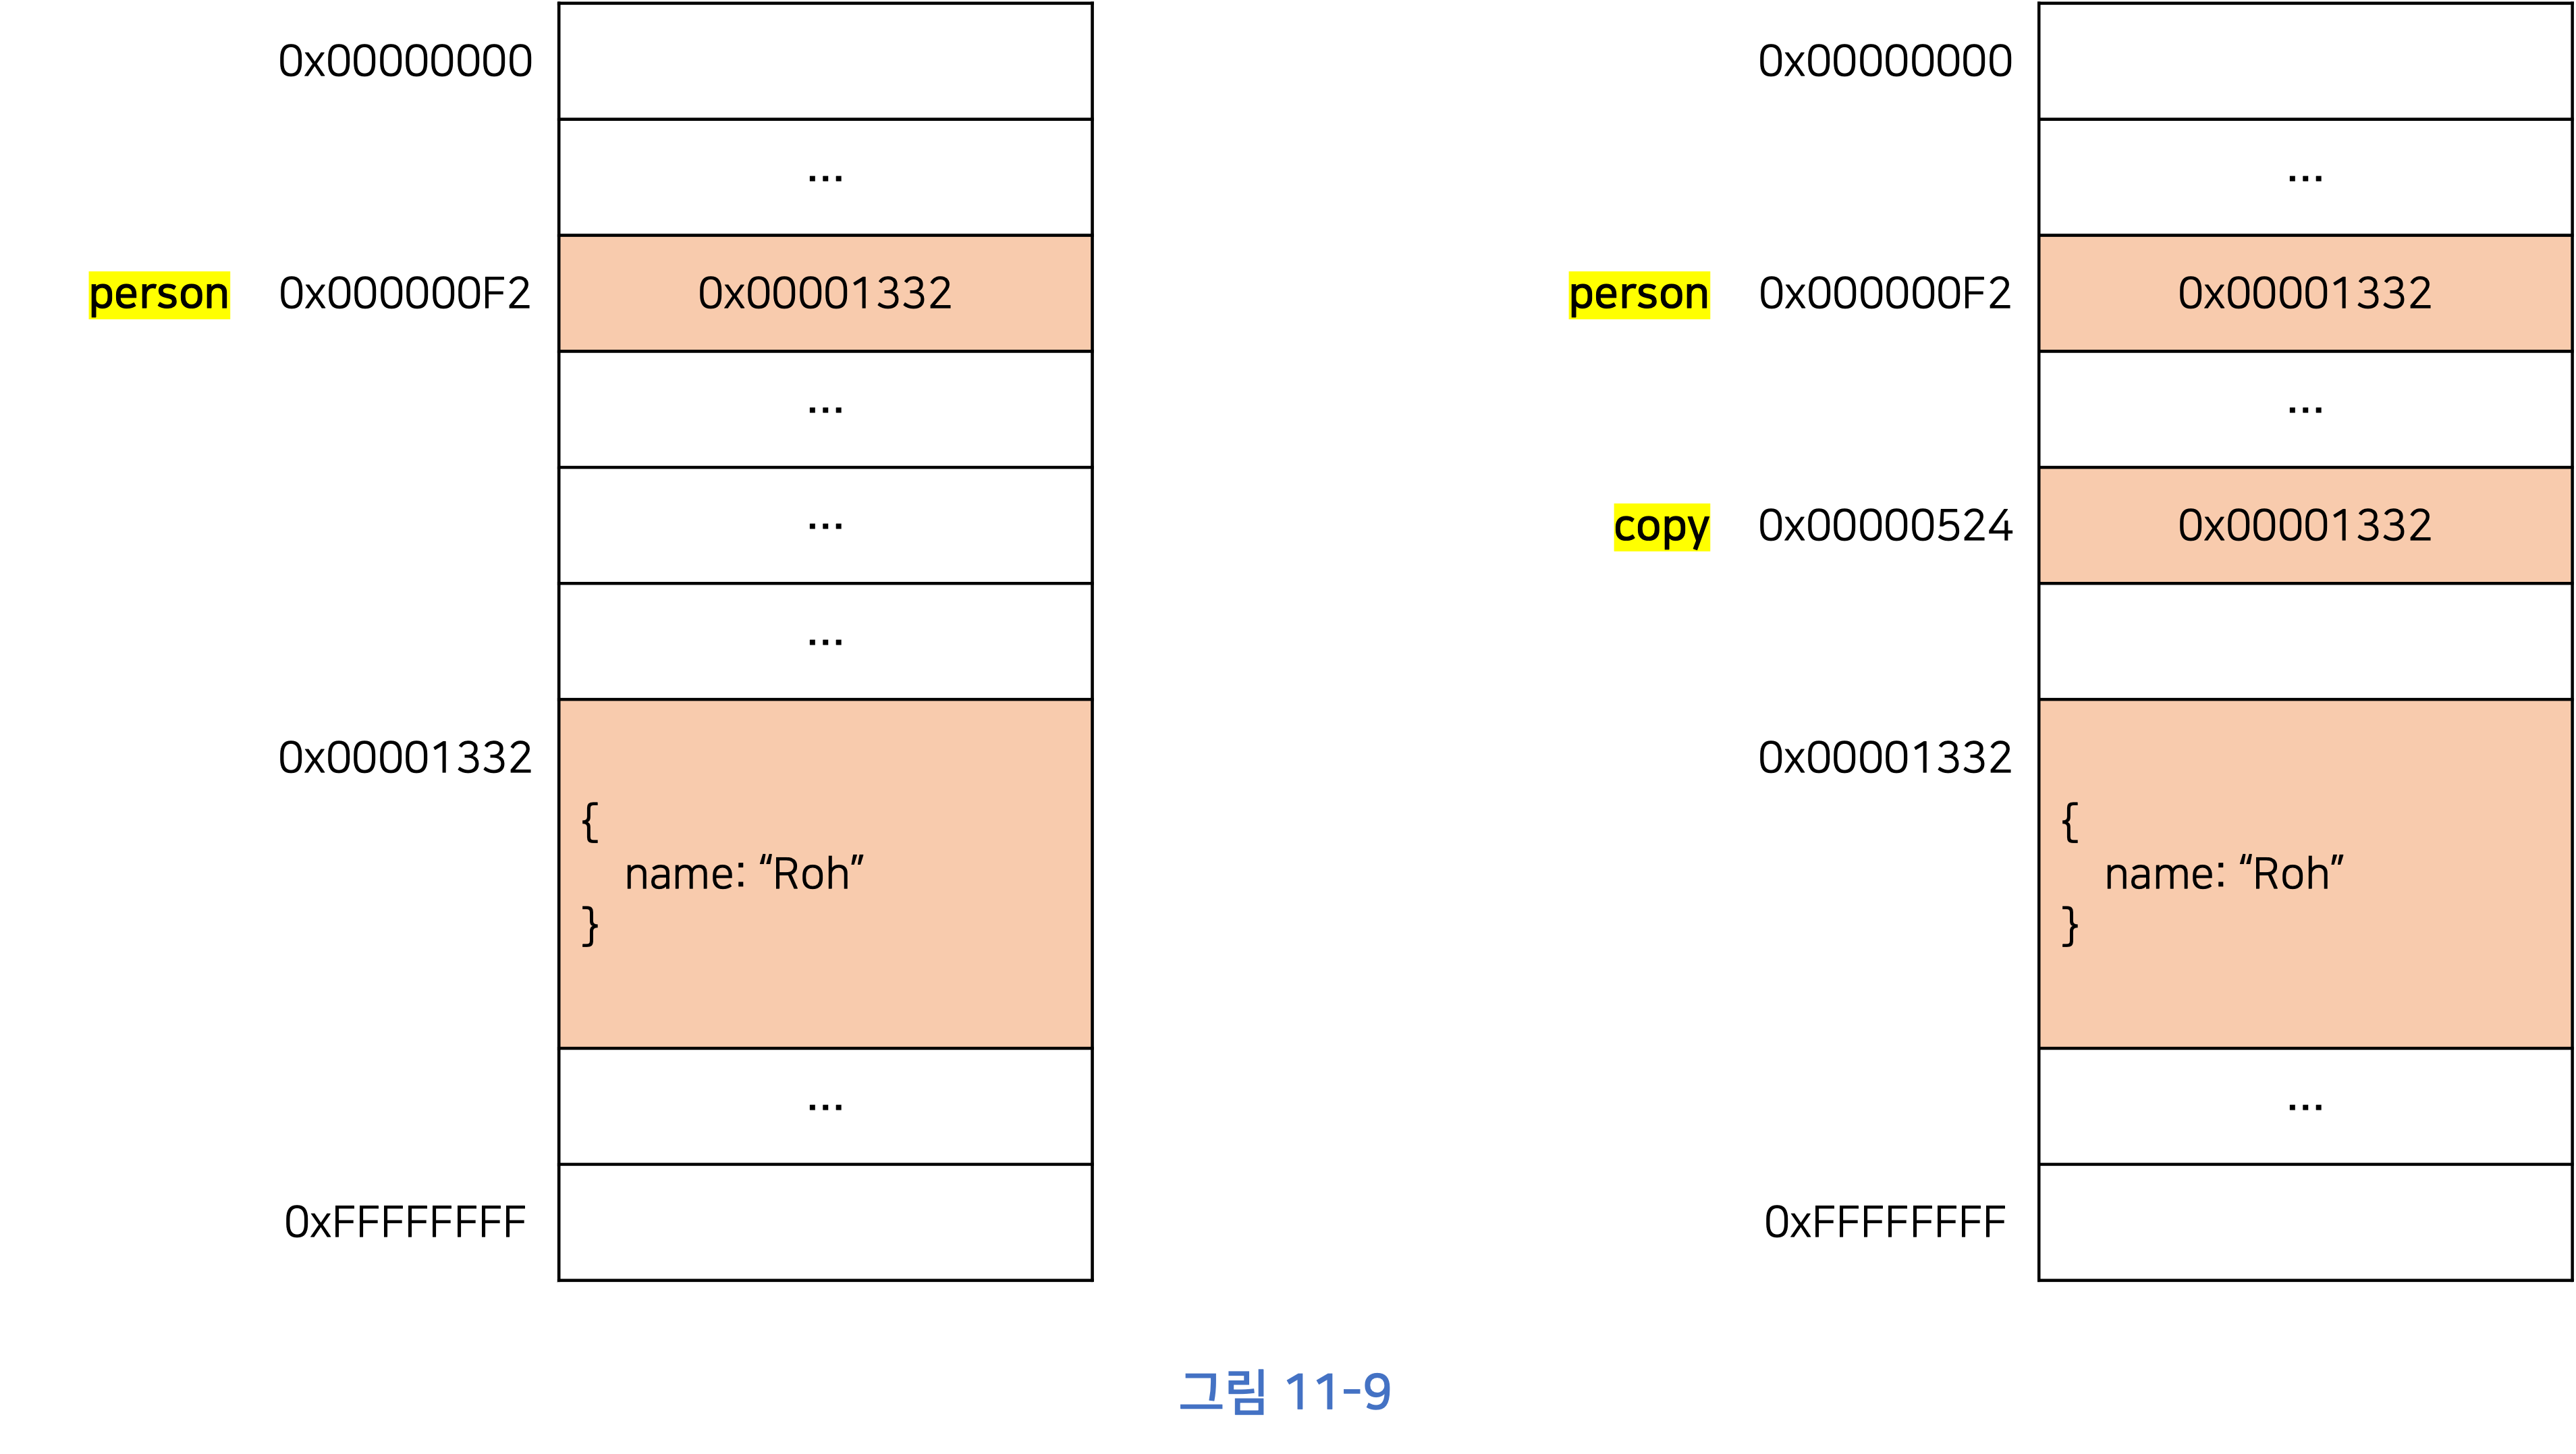 0x00000000
...
person 0x000000F2 0x00001332
...
...
...
0x00001332
{
name: “Roh”
}
...
0xFFFFFFFF
0x00000000
...
person 0x000000F2 0x00001332
...
copy 0x00000524 0x00001332
0x00001332
{
name: “Roh”
}
...
0xFFFFFFFF
그림 11-9